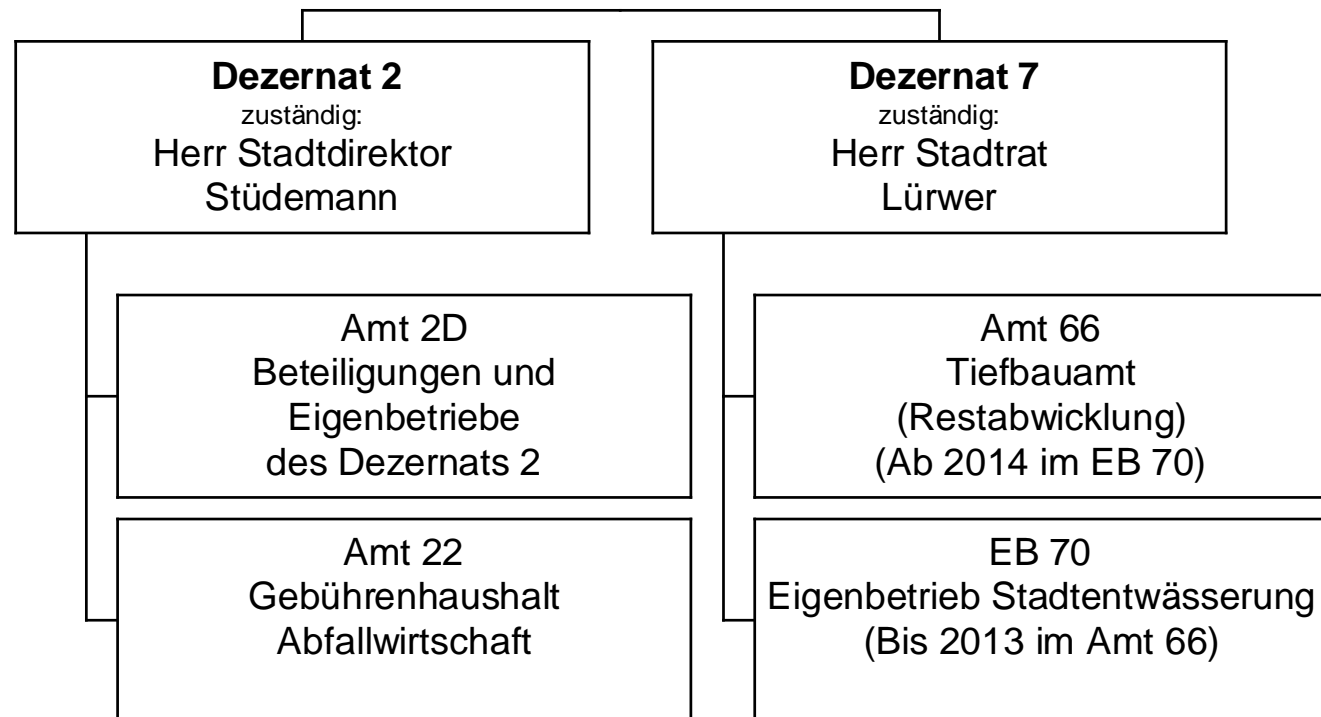 Dezernat 2
zuständig:
Herr Stadtdirektor
Stüdemann
Dezernat 7
zuständig:
Herr Stadtrat
Lürwer
Amt 2D
Beteiligungen und
Eigenbetriebe
des Dezernats 2
Amt 22
Gebührenhaushalt
Abfallwirtschaft
Amt 66
Tiefbauamt
(Restabwicklung)
(Ab 2014 im EB 70)
EB 70
Eigenbetrieb Stadtentwässerung
(Bis 2013 im Amt 66)